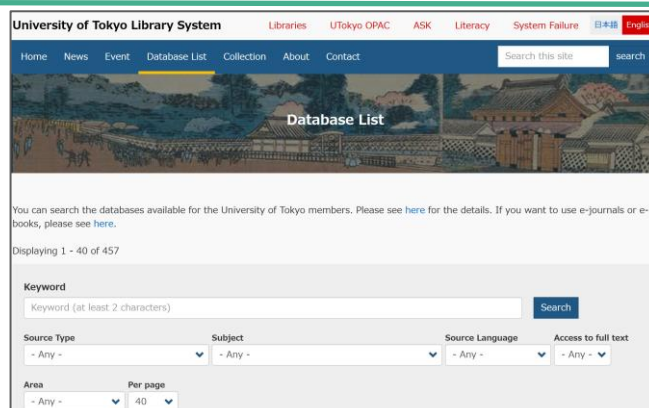 University of Tokyo Library System
Libraries UTokyo OPAC ASK Literacy System Failure 日本語 Englis
Home News Event Database List Collection About Contact Search this site search
Database List
You can search the databases available for the University of Tokyo members. Please see here for the details. If you want to use e-journals or e-
books, please see here.
Displaying 1 - 40 of 457
Keyword
Keyword (at least 2 characters) Search
Source Type Subject Source Language Access to full text
- Any - - Any - - Any - - Any -
Area Per page
- Any - 40